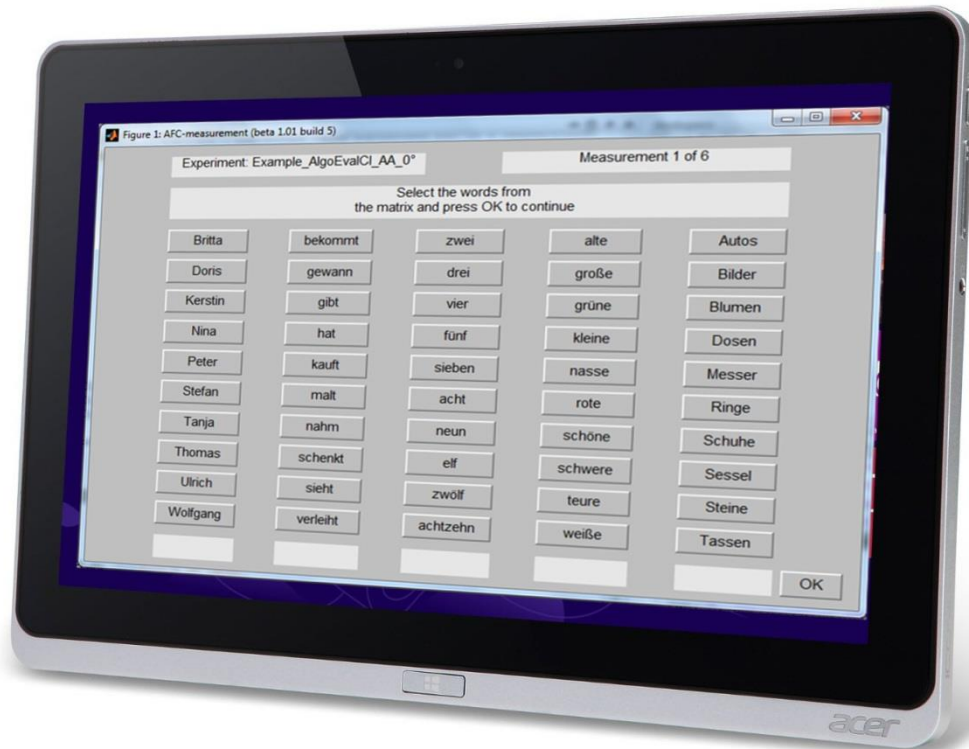 Figure 1: AFC-measurement (beta 1.01 build 5)
Experiment: Example_AlgoEvalCI_AA_0°
Measurement 1 of 6
Select the words from
the matrix and press OK to continue
Britta bekommt zwei alte Autos
Doris gewann drei große Bilder
Kerstin gibt vier grüne Blumen
Nina hat fünf kleine Dosen
Peter kauft sieben nasse Messer
Stefan malt acht rote Ringe
Tanja nahm neun schöne Schuhe
Thomas schenkt elf schwere Sessel
Ulrich sieht zwölf teure Steine
Wolfgang verleiht achtzehn weiße Tassen
OK
acer